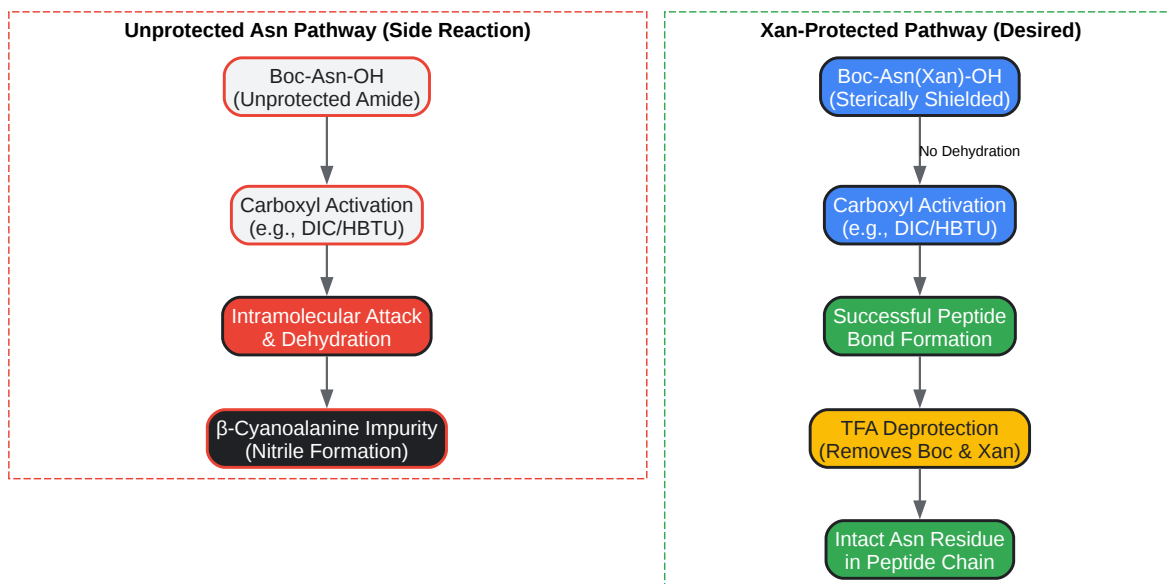 Unprotected Asn Pathway (Side Reaction)
Boc-Asn-OH
(Unprotected Amide)
Carboxyl Activation
(e.g., DIC/HBTU)
Intramolecular Attack
& Dehydration
β-Cyanoalanine Impurity
(Nitrile Formation)
Xan-Protected Pathway (Desired)
Boc-Asn(Xan)-OH
(Sterically Shielded)
No Dehydration
Carboxyl Activation
(e.g., DIC/HBTU)
Successful Peptide
Bond Formation
TFA Deprotection
(Removes Boc & Xan)
Intact Asn Residue
in Peptide Chain